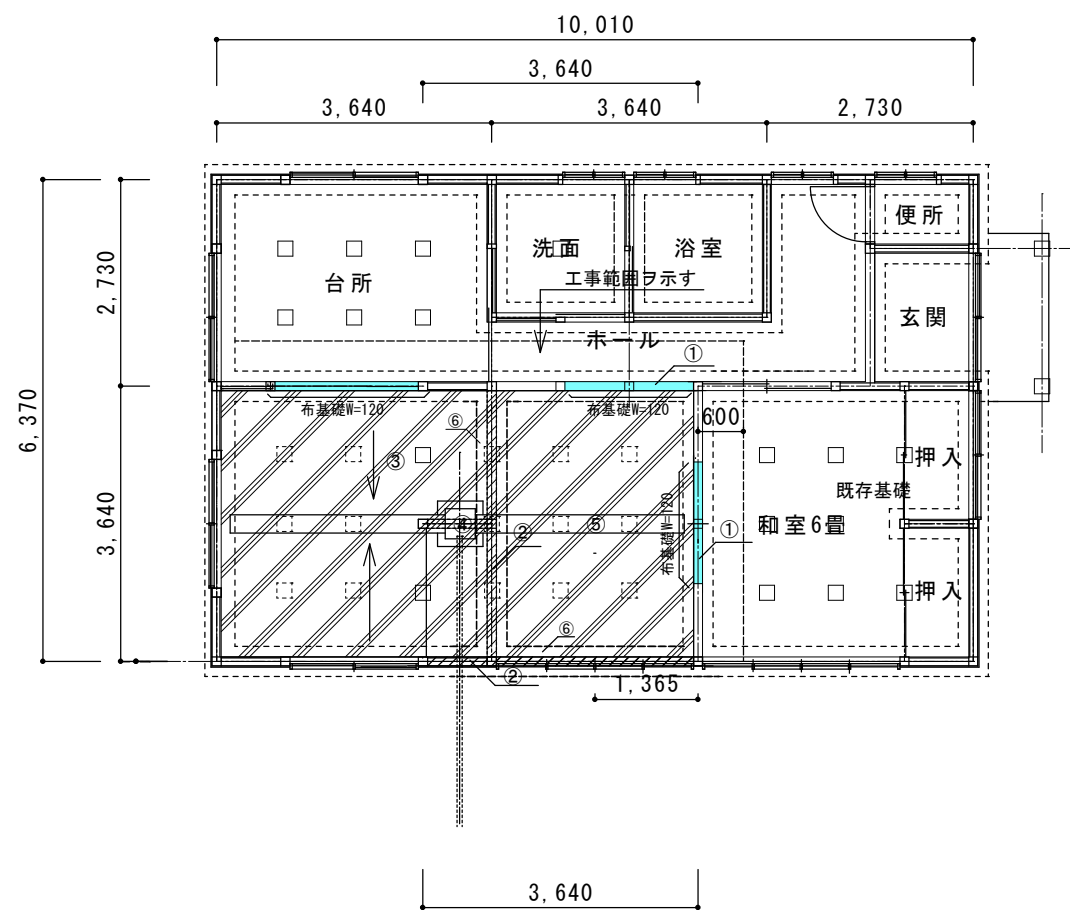 10,010
3,640
3,640
3,640
2,730
便所
洗面
浴室
台所
工事範囲ヲ示す
玄関
2,730
ホール
①
6,370
布基礎W=120
布基礎W=120
600
⑥
③
押入
既存基礎
3,640
④
⑤
②
布基礎W=120
①
和室6畳
押入
⑥
②
1,365
3,640